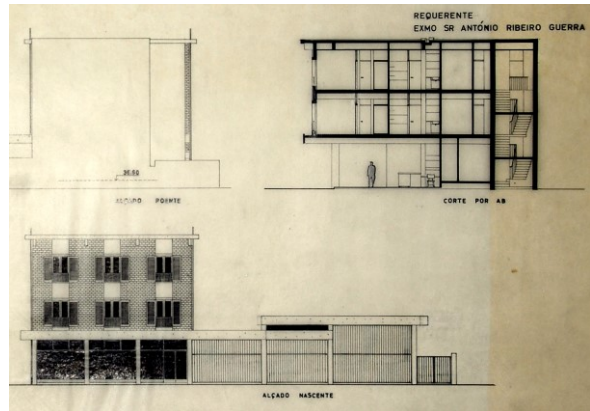 REQUERENTE
EXMO SR ANTÓNIO RIBEIRO GUERRA
ALÇADO POENTE
CORTE POR AB
ALÇADO NASCENTE